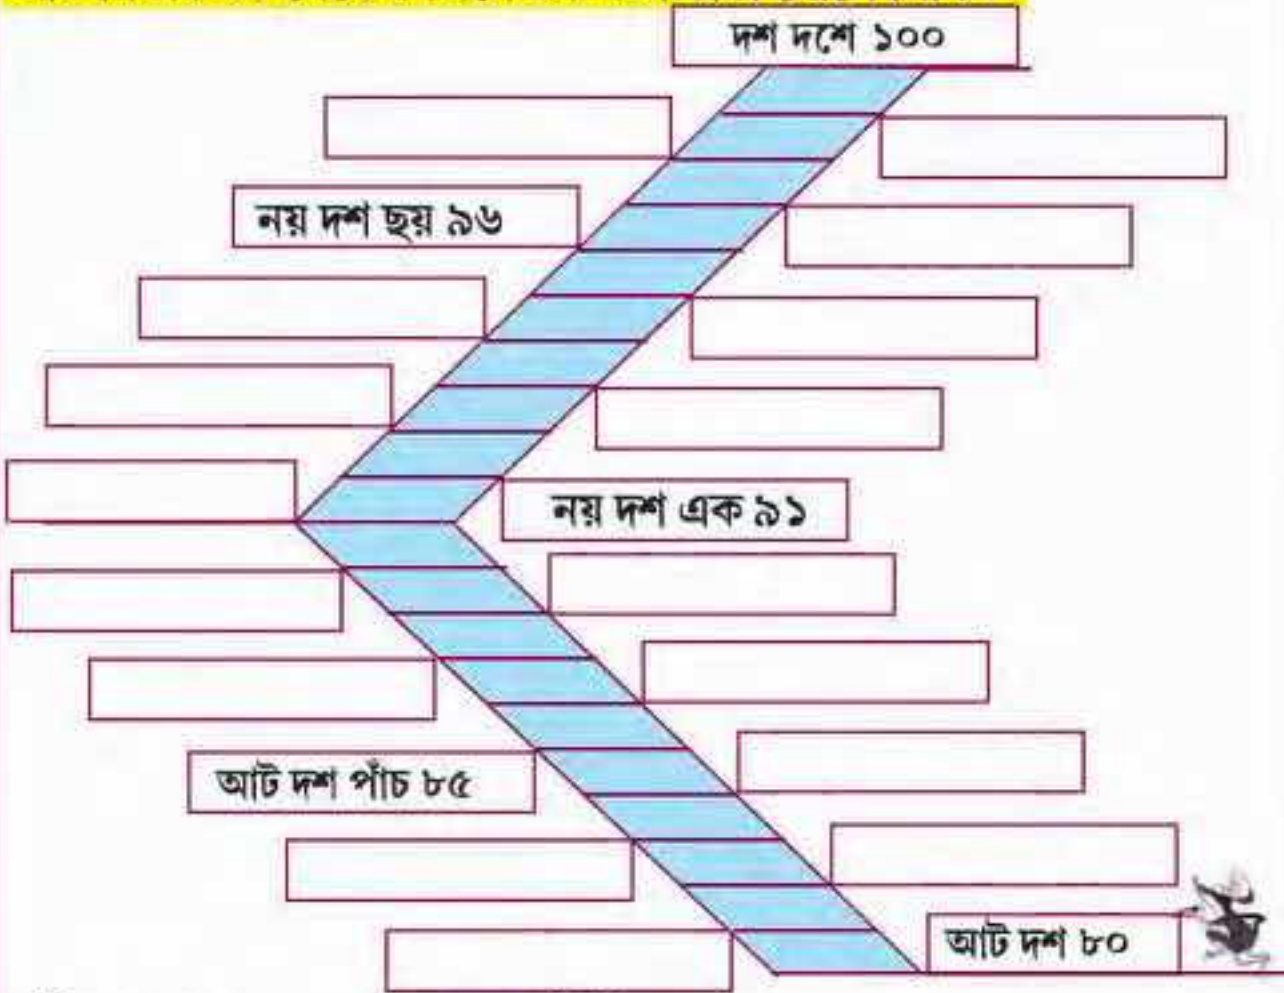 দশ দশে ১০০
নয় দশ ছয় ৯৬
নয় দশ এক ৯১
আট দশ পাঁচ ৮৫
আট দশ ৮০